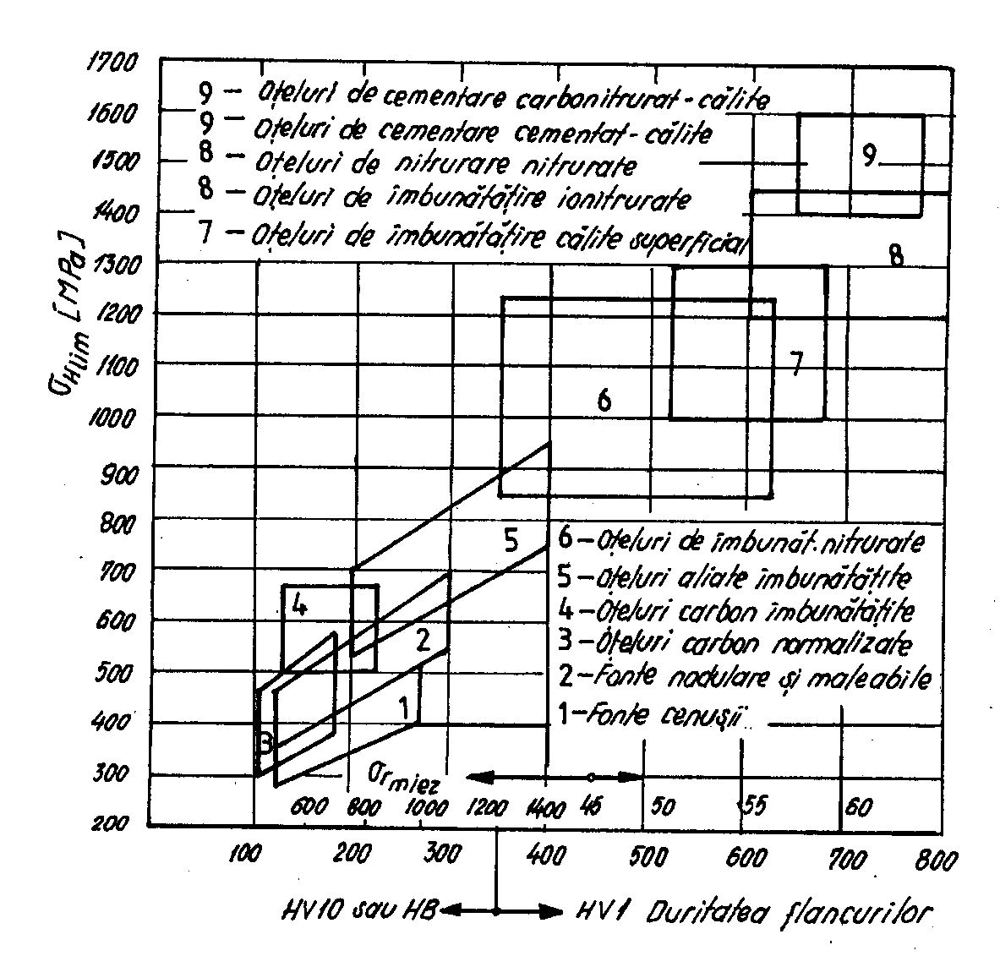 1700
9 – Oțeluri de cementare carbonitrurat-călite
1600
9 – Oțeluri de cementare cementat-călite
1500
8 – Oțeluri de nitrurare nitrurate
9
8 – Oțeluri de îmbunătățire ionitrurate
1400
7 – Oțeluri de îmbunătățire călite superficial
8
1300
σHlim [MPa]
1200
1100
7
6
1000
900
800
5
6 – Oțeluri de îmbunăt. nitrurate
700
5 – Oțeluri aliate îmbunătățite
4
4 – Oțeluri carbon îmbunătățite
600
2
3 – Oțeluri carbon normalizate
500
2 – Fonte nodulare și maleabile
1
1 – Fonte cenușii
400
3
300
σr miez
600 800 1000 1200 1400 46 50 55 60
200
100 200 300 400 500 600 700 800
HV10 sau HB HV1 Duritatea flancurilor